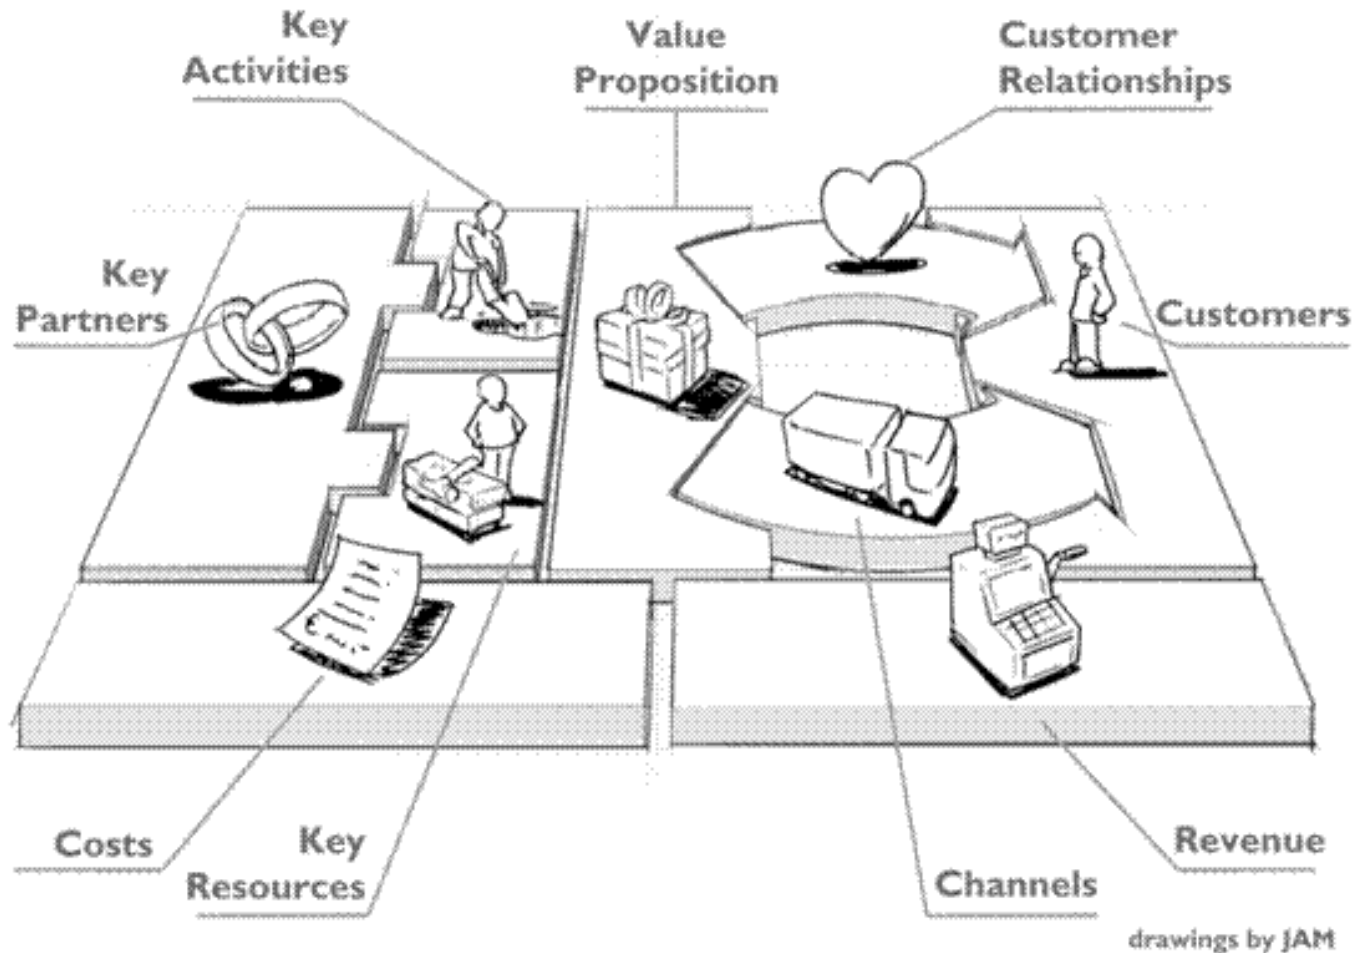 Key
Activities
Value
Proposition
Customer
Relationships
Key
Partners
Customers
Costs
Key
Resources
Channels
Revenue
drawings by JAM